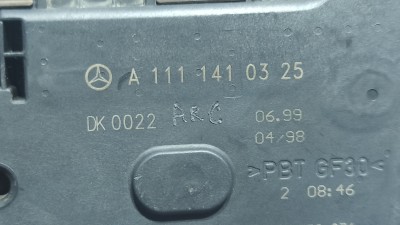 A 111 141 03 25
DK 0022 ARC 06.99
04/98
>PBT GF30<
2 08:46